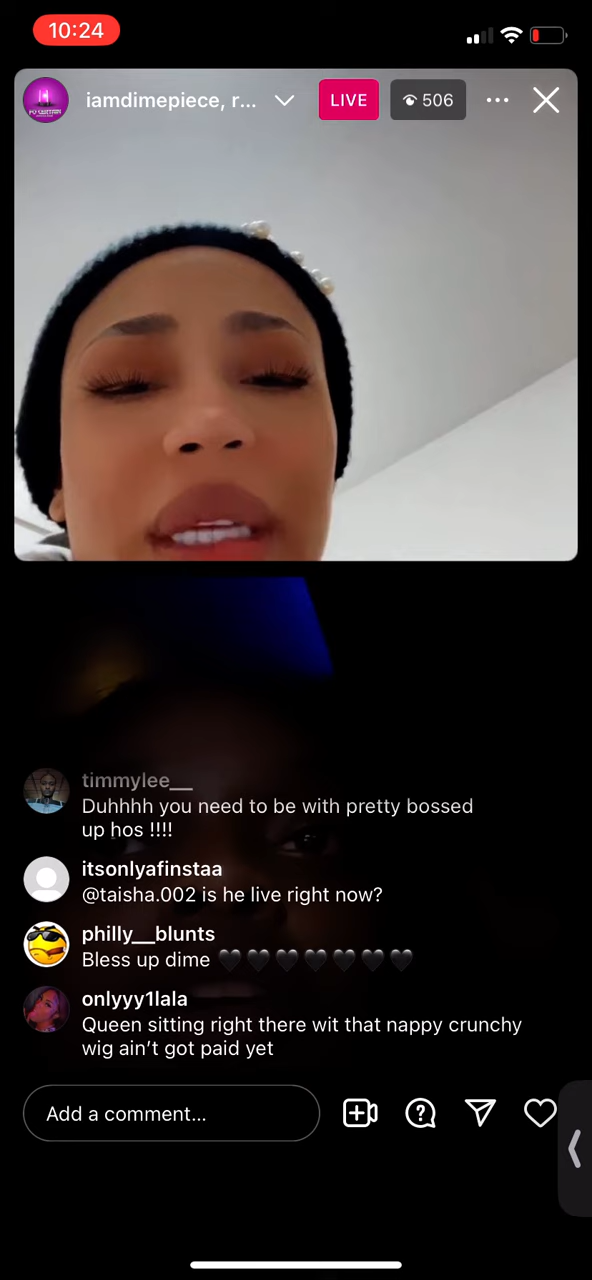 10:24
iamdimepiece, r...
LIVE
506
timmylee__
Duhhhh you need to be with pretty bossed
up hos !!!!
itsonlyafinstaa
@taisha.002 is he live right now?
philly__blunts
Bless up dime 🖤🖤🖤🖤🖤🖤🖤
onlyyy1lala
Queen sitting right there wit that nappy crunchy
wig ain't got paid yet
Add a comment...